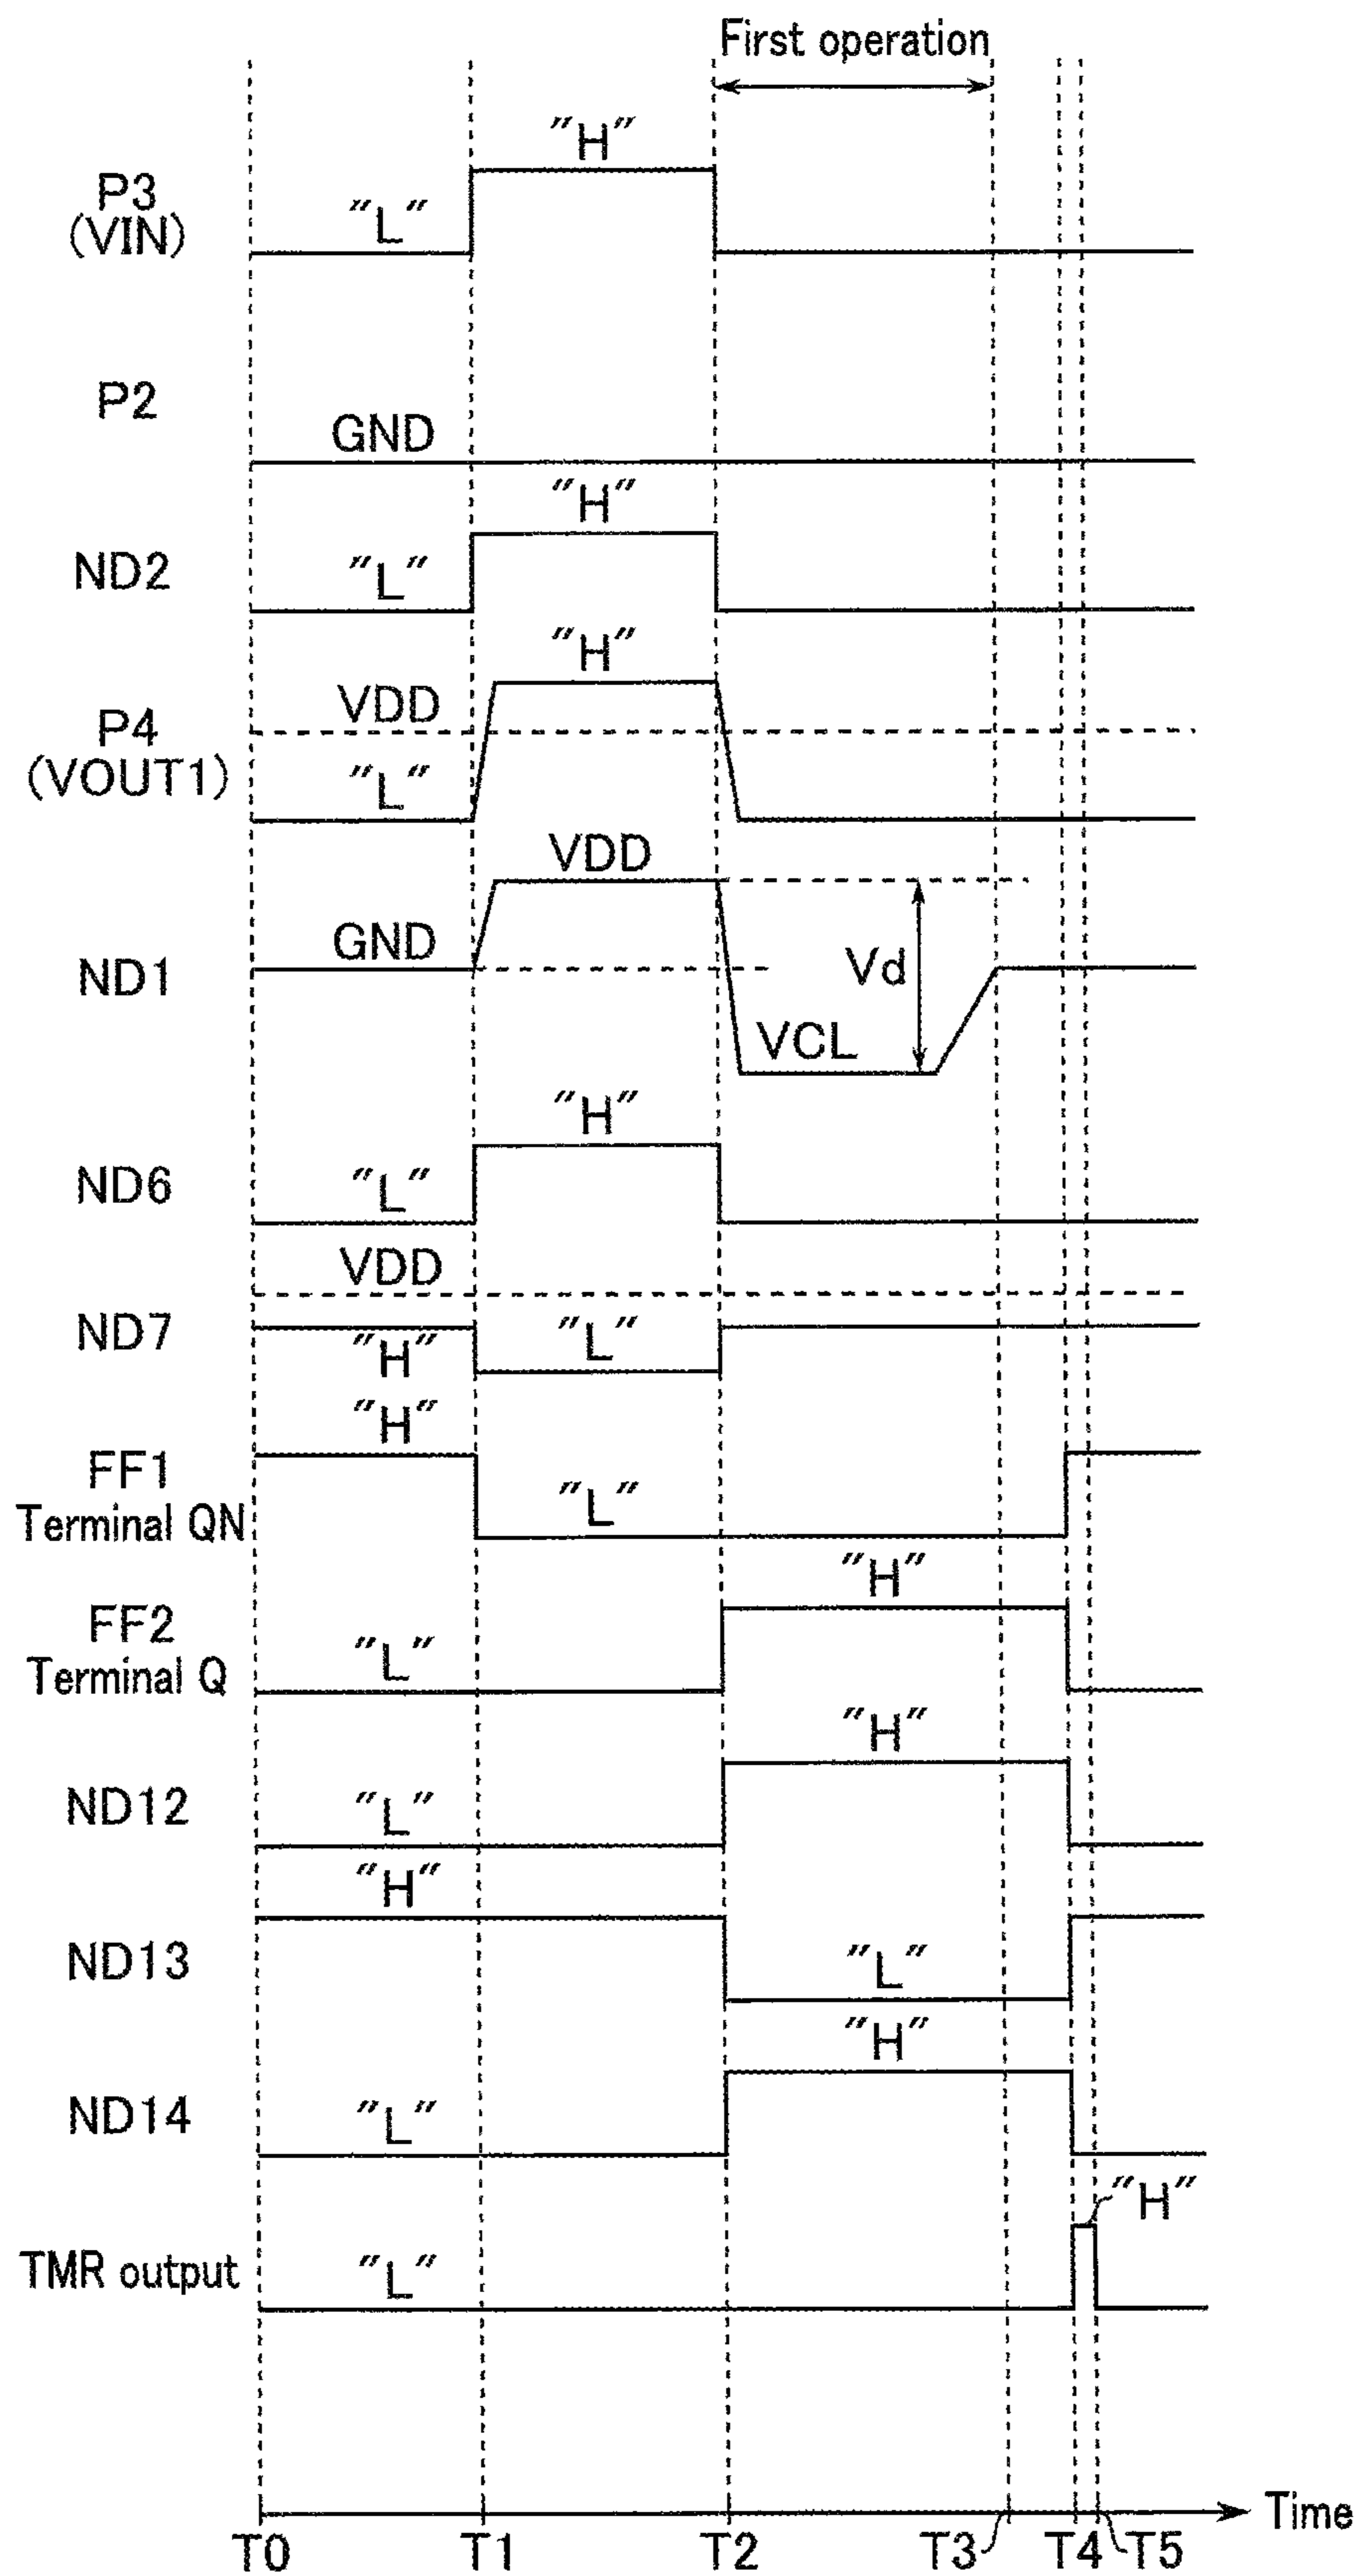 First operation
"H"
P3
"L"
(VIN)
P2
GND
"H"
ND2
"L"
"H"
VDD
P4
(VOUT1)
"L"
VDD
GND
ND1
Vd
VCL
"H"
ND6
"L"
VDD
ND7
"H"
"L"
"H"
FF1
Terminal QN
"L"
"H"
FF2
Terminal Q
"L"
"H"
ND12
"L"
"H"
ND13
"L"
"H"
ND14
"L"
"H"
TMR output
"L"
Time
T0 T1 T2 T3 T4 T5